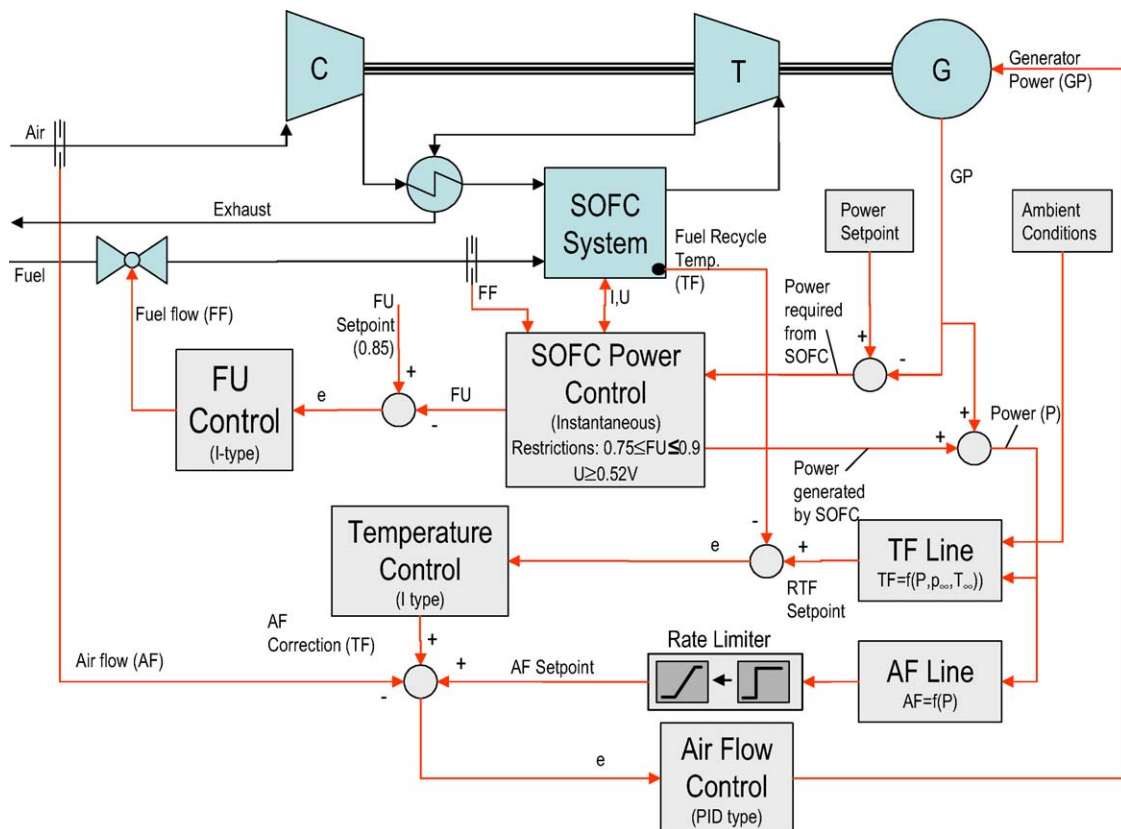 C
T
G
Generator
Power (GP)
Air
GP
Exhaust
SOFC
System
Power
Setpoint
Ambient
Conditions
Fuel Recycle
Temp.
(TF)
Fuel
FF
I,U
Power
required
from
SOFC
Fuel flow (FF)
FU
Setpoint
(0.85)
+
-
+
FU
Control
(I-type)
e
+
-
FU
SOFC Power
Control
(Instantaneous)
Restrictions: 0.75≤FU≤0.9
U≥0.52V
+
+
Power (P)
Power
generated
by SOFC
Temperature
Control
(I type)
e
-
+
RTF
Setpoint
TF Line
TF=f(P,p∞,T∞))
AF
Correction (TF)
+
Rate Limiter
Air flow (AF)
-
+
AF Setpoint
AF Line
AF=f(P)
e
Air Flow
Control
(PID type)